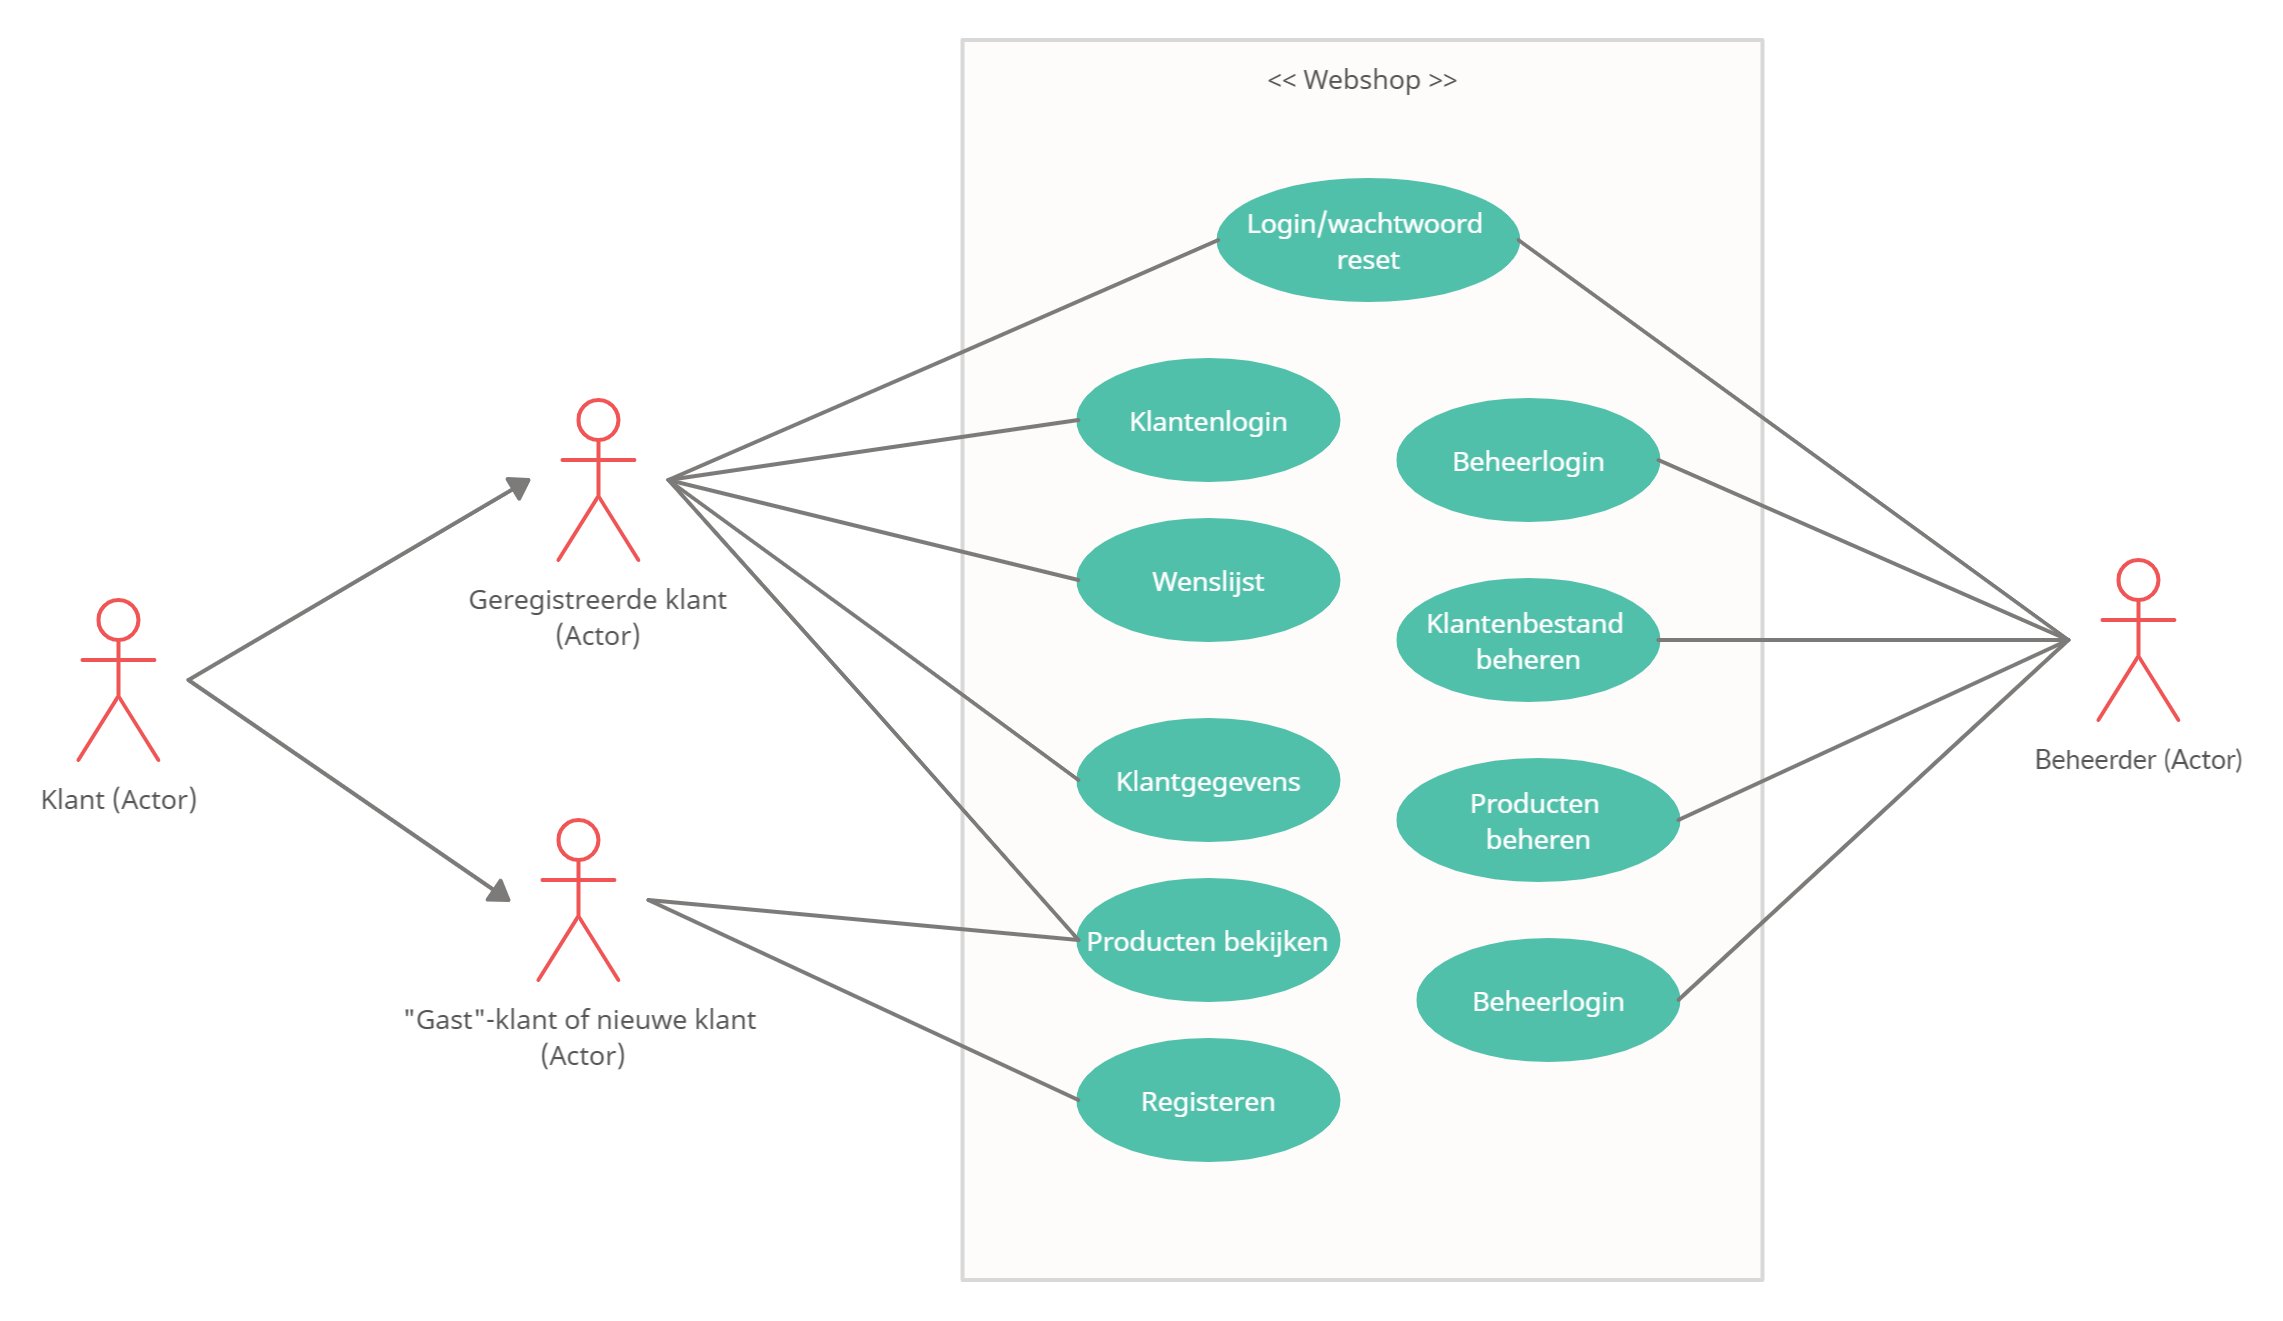 << Webshop >>
Login/wachtwoord
reset
Klantenlogin
Beheerlogin
Wenslijst
Geregistreerde klant
(Actor)
Klantenbestand
beheren
Klant (Actor)
Beheerder (Actor)
Klantgegevens
Producten
beheren
Producten bekijken
Beheerlogin
"Gast"-klant of nieuwe klant
(Actor)
Registeren